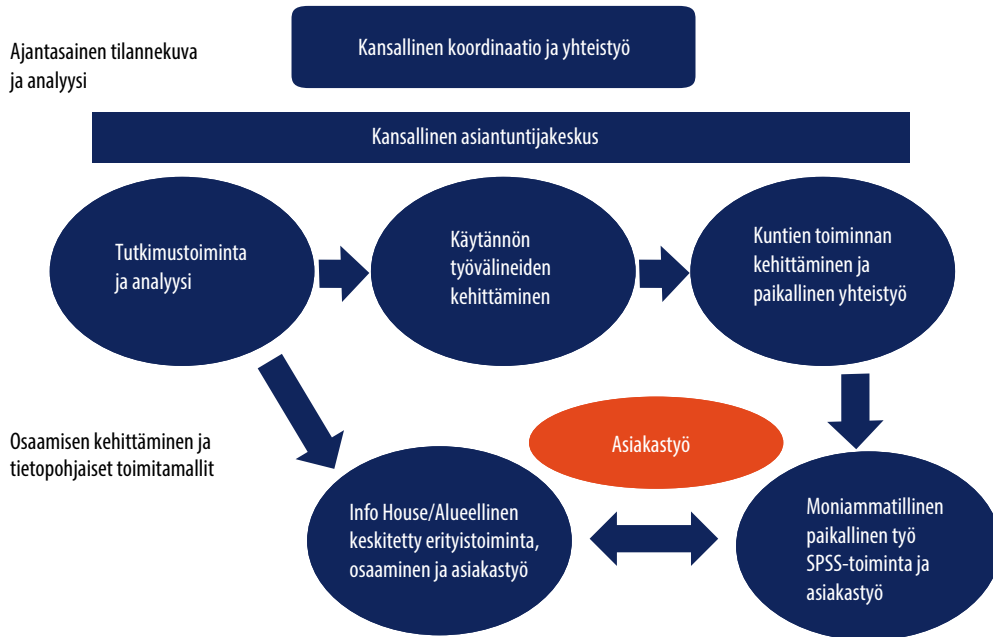 Ajantasainen tilannekuva
ja analyysi
Kansallinen koordinaatio ja yhteistyö
Kansallinen asiantuntijakeskus
Tutkimustoiminta
ja analyysi
Käytännön
työvälineiden
kehittäminen
Kuntien toiminnan
kehittäminen ja
paikallinen yhteistyö
Osaamisen kehittäminen ja
tietopohjaiset toimitamallit
Asiakastyö
Info House/Alueellinen
keskitetty erityistoiminta,
osaaminen ja asiakastyö
Moniammatillinen
paikallinen työ
SPSS-toiminta ja
asiakastyö